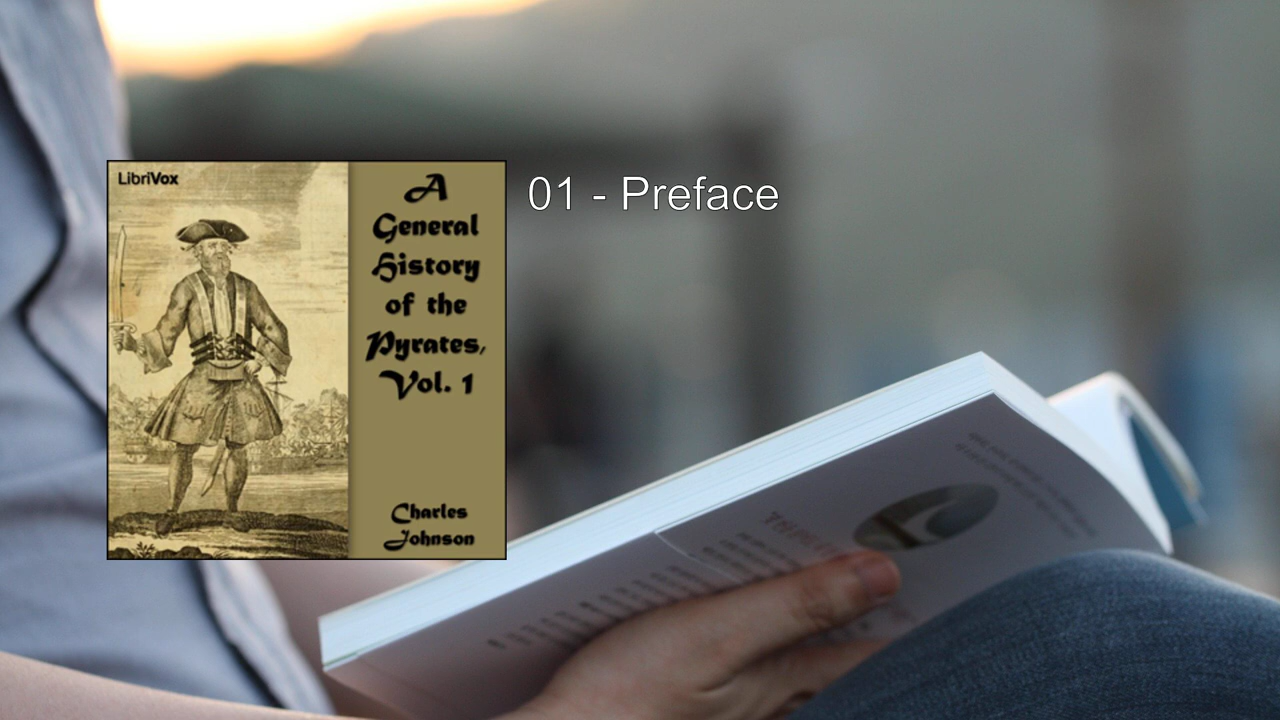 LibriVox
A
General
History
of the
Pyrates,
Vol. 1
Charles
Johnson
01 - Preface